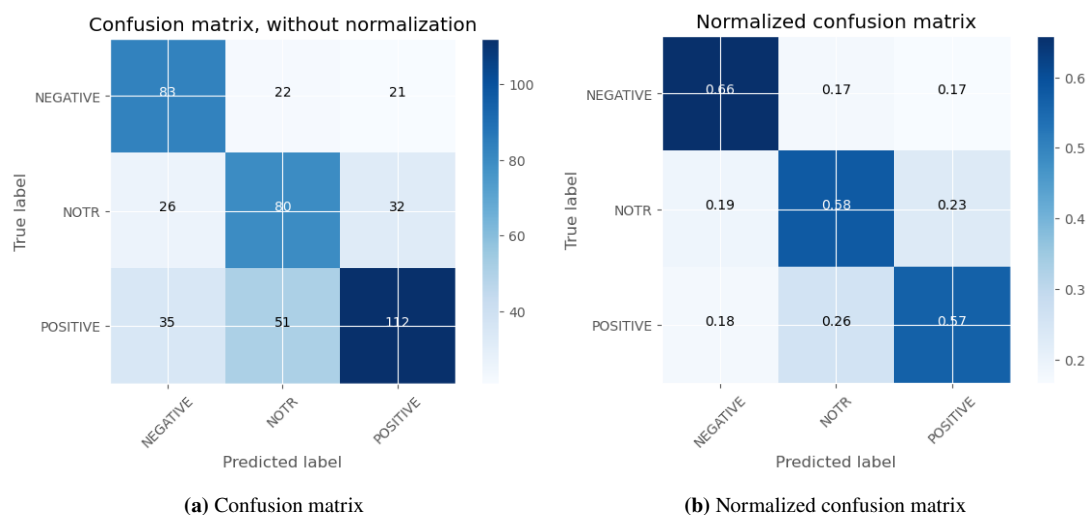 Confusion matrix, without normalization
NEGATIVE
NOTR
POSITIVE
True label
83 22 21
26 80 32
35 51 112
100
80
60
40
NEGATIVE
NOTR
POSITIVE
Predicted label
(a) Confusion matrix
Normalized confusion matrix
NEGATIVE
NOTR
POSITIVE
True label
0.66 0.17 0.17
0.19 0.58 0.23
0.18 0.26 0.57
0.6
0.5
0.4
0.3
0.2
NEGATIVE
NOTR
POSITIVE
Predicted label
(b) Normalized confusion matrix